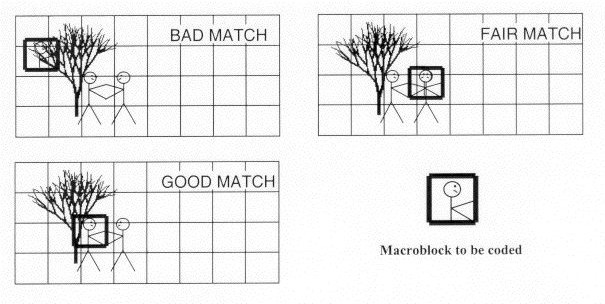 BAD MATCH
FAIR MATCH
GOOD MATCH
Macroblock to be coded